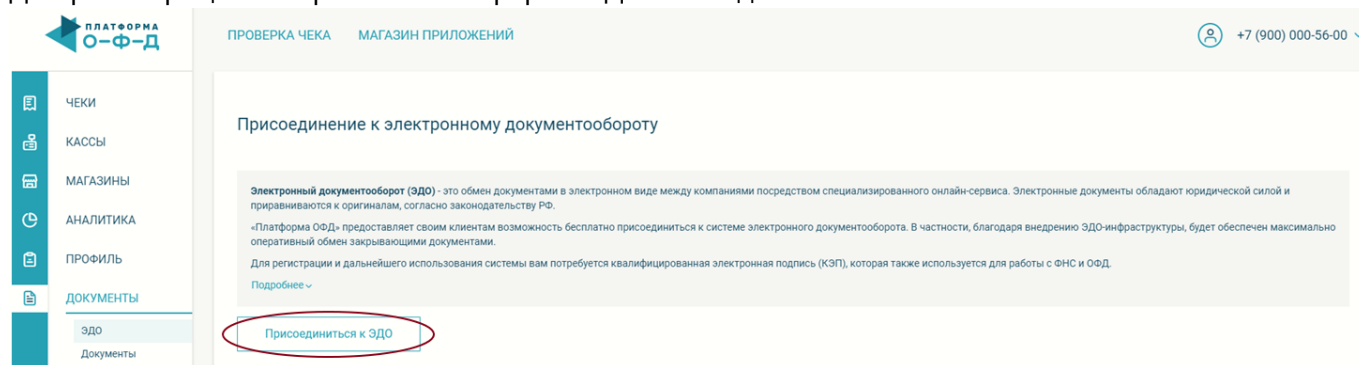 ПЛАТФОРМА
О-Ф-Д
ПРОВЕРКА ЧЕКА МАГАЗИН ПРИЛОЖЕНИЙ
+7 (900) 000-56-00
ЧЕКИ
КАССЫ
МАГАЗИНЫ
АНАЛИТИКА
ПРОФИЛЬ
ДОКУМЕНТЫ
ЭДО
Документы
Присоединение к электронному документообороту
Электронный документооборот (ЭДО) - это обмен документами в электронном виде между компаниями посредством специализированного онлайн-сервиса. Электронные документы обладают юридической силой и
приравниваются к оригиналам, согласно законодательству РФ.
«Платформа ОФД» предоставляет своим клиентам возможность бесплатно присоединиться к системе электронного документооборота. В частности, благодаря внедрению ЭДО-инфраструктуры, будет обеспечен максимально
оперативный обмен закрывающими документами.
Для регистрации и дальнейшего использования системы вам потребуется квалифицированная электронная подпись (КЭП), которая также используется для работы с ФНС и ОФД.
Подробнее
Присоединиться к ЭДО